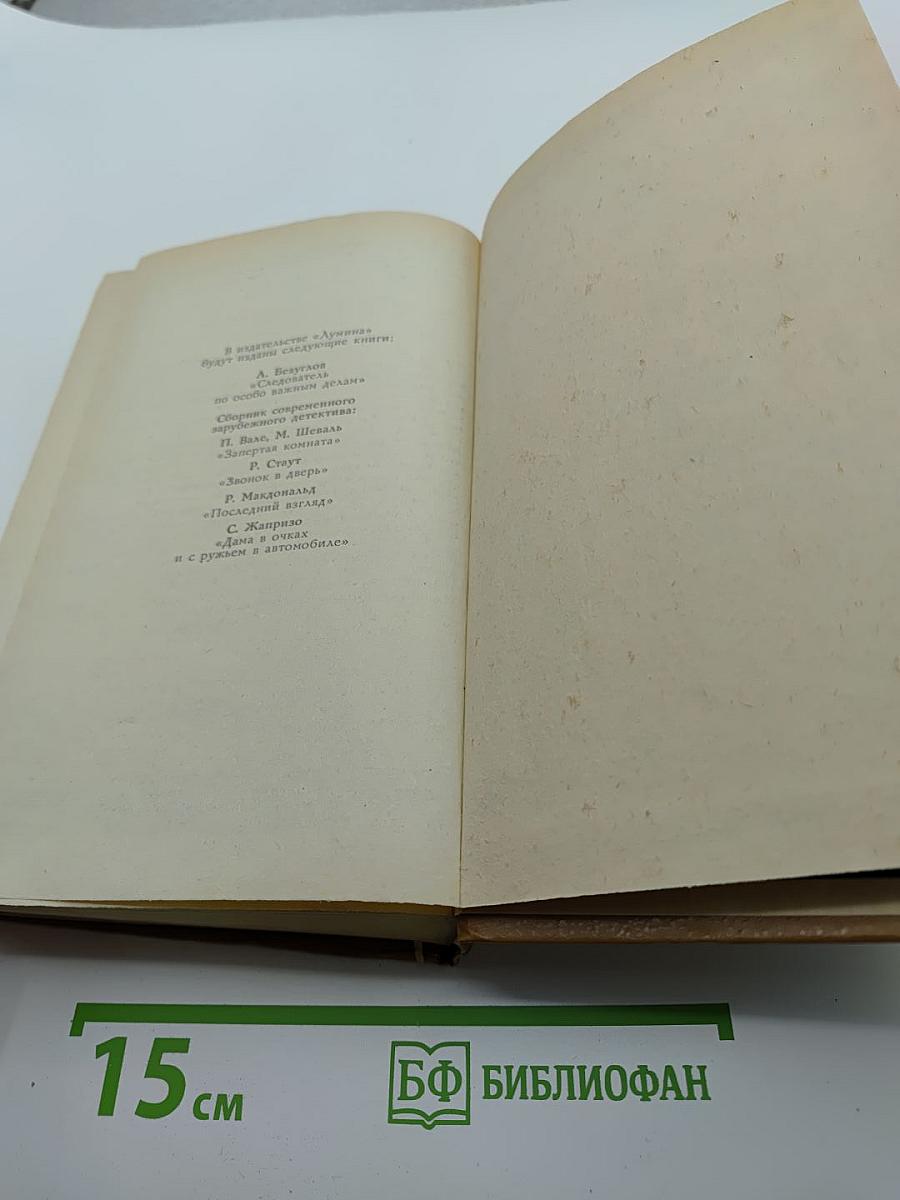 В издательстве «Лумина»
будут изданы следующие книги:
А. Безуглов
«Следователь
по особо важным делам»
Сборник современного
зарубежного детектива:
П. Вале, М. Шеваль
«Запертая комната»
Р. Стаут
«Звонок в дверь»
Р. Макдональд
«Последний взгляд»
С. Жапризо
«Дама в очках
и с ружьем в автомобиле»
15 см
БФ БИБЛИОФАН